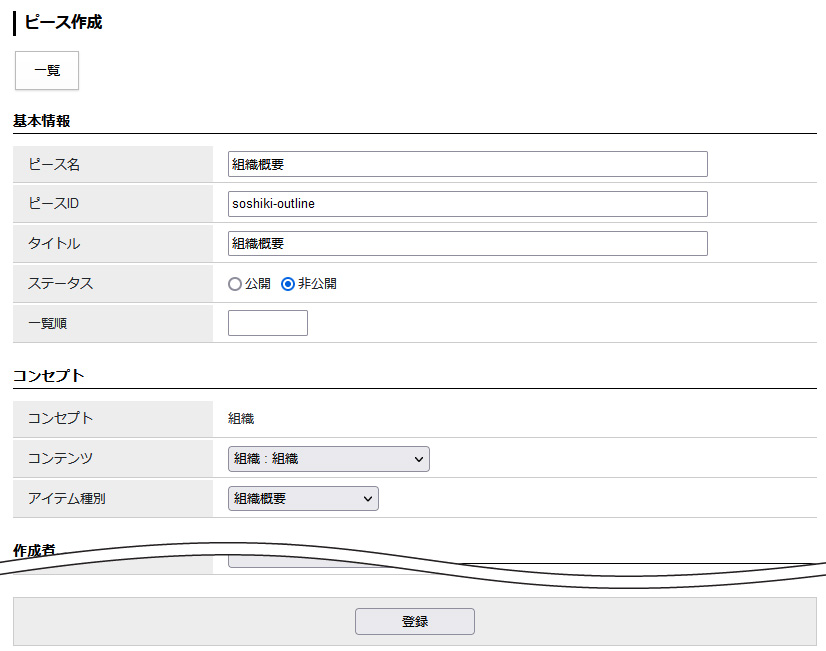 ピース作成
一覧
基本情報
ピース名 組織概要
ピースID soshiki-outline
タイトル 組織概要
ステータス 公開 非公開
一覧順
コンセプト
コンセプト 組織
コンテンツ 組織：組織
アイテム種別 組織概要
作成者
登録